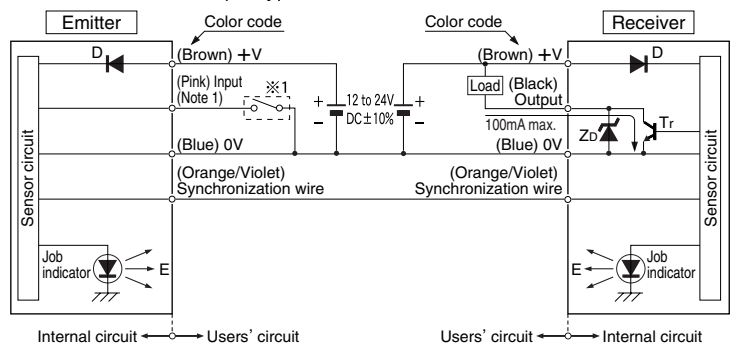 Emitter
Color code
Color code
Receiver
D
(Brown) +V
(Brown) +V
D
(Pink) Input
(Note 1)
※1
+
−
12 to 24V
DC±10%
+
−
Load
(Black)
Output
100mA max.
ZD
Tr
(Blue) 0V
(Blue) 0V
(Orange/Violet)
Synchronization wire
(Orange/Violet)
Synchronization wire
Sensor circuit
Sensor circuit
Job
indicator
E
E
Job
indicator
Internal circuit
Users' circuit
Users' circuit
Internal circuit